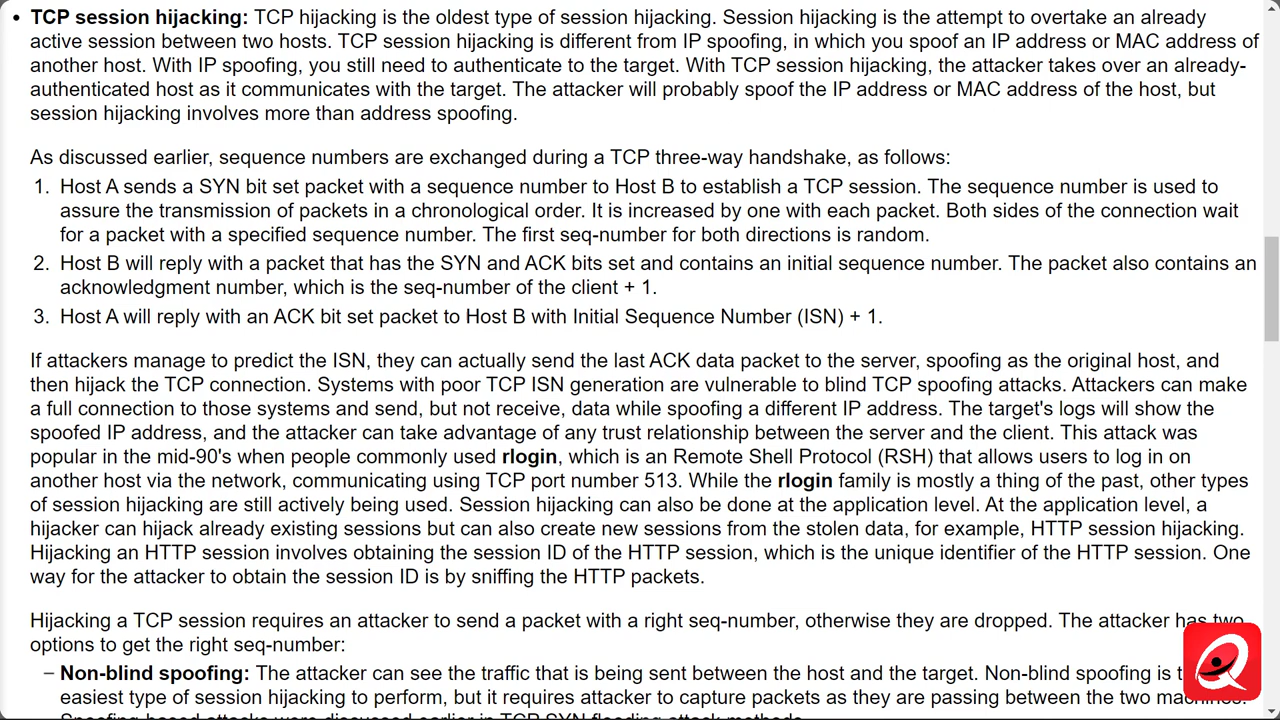 • TCP session hijacking: TCP hijacking is the oldest type of session hijacking. Session hijacking is the attempt to overtake an already
active session between two hosts. TCP session hijacking is different from IP spoofing, in which you spoof an IP address or MAC address of
another host. With IP spoofing, you still need to authenticate to the target. With TCP session hijacking, the attacker takes over an already-
authenticated host as it communicates with the target. The attacker will probably spoof the IP address or MAC address of the host, but
session hijacking involves more than address spoofing.
As discussed earlier, sequence numbers are exchanged during a TCP three-way handshake, as follows:
1. Host A sends a SYN bit set packet with a sequence number to Host B to establish a TCP session. The sequence number is used to
assure the transmission of packets in a chronological order. It is increased by one with each packet. Both sides of the connection wait
for a packet with a specified sequence number. The first seq-number for both directions is random.
2. Host B will reply with a packet that has the SYN and ACK bits set and contains an initial sequence number. The packet also contains an
acknowledgment number, which is the seq-number of the client + 1.
3. Host A will reply with an ACK bit set packet to Host B with Initial Sequence Number (ISN) + 1.
If attackers manage to predict the ISN, they can actually send the last ACK data packet to the server, spoofing as the original host, and
then hijack the TCP connection. Systems with poor TCP ISN generation are vulnerable to blind TCP spoofing attacks. Attackers can make
a full connection to those systems and send, but not receive, data while spoofing a different IP address. The target's logs will show the
spoofed IP address, and the attacker can take advantage of any trust relationship between the server and the client. This attack was
popular in the mid-90's when people commonly used rlogin, which is an Remote Shell Protocol (RSH) that allows users to log in on
another host via the network, communicating using TCP port number 513. While the rlogin family is mostly a thing of the past, other types
of session hijacking are still actively being used. Session hijacking can also be done at the application level. At the application level, a
hijacker can hijack already existing sessions but can also create new sessions from the stolen data, for example, HTTP session hijacking.
Hijacking an HTTP session involves obtaining the session ID of the HTTP session, which is the unique identifier of the HTTP session. One
way for the attacker to obtain the session ID is by sniffing the HTTP packets.
Hijacking a TCP session requires an attacker to send a packet with a right seq-number, otherwise they are dropped. The attacker has two
options to get the right seq-number:
– Non-blind spoofing: The attacker can see the traffic that is being sent between the host and the target. Non-blind spoofing is
easiest type of session hijacking to perform, but it requires attacker to capture packets as they are passing between the two
Spoofing-based attacks were discussed earlier in TCP SYN flooding attack methods.